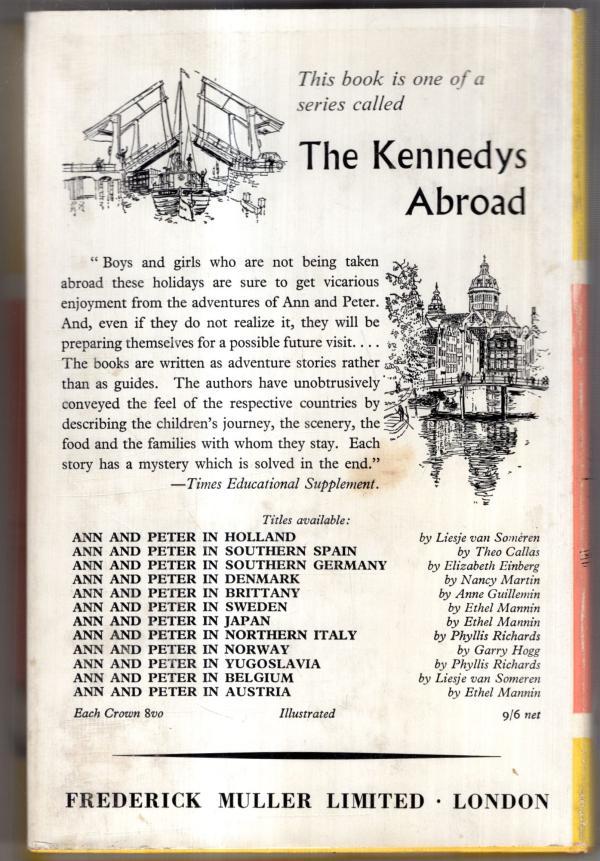 This book is one of a
series called
The Kennedys
Abroad
" Boys and girls who are not being taken
abroad these holidays are sure to get vicarious
enjoyment from the adventures of Ann and Peter.
And, even if they do not realize it, they will be
preparing themselves for a possible future visit. . . .
The books are written as adventure stories rather
than as guides. The authors have unobtrusively
conveyed the feel of the respective countries by
describing the children's journey, the scenery, the
food and the families with whom they stay. Each
story has a mystery which is solved in the end."
—Times Educational Supplement.
Titles available:
ANN AND PETER IN HOLLAND by Liesje van Someren
ANN AND PETER IN SOUTHERN SPAIN by Theo Callas
ANN AND PETER IN SOUTHERN GERMANY by Elizabeth Einberg
ANN AND PETER IN DENMARK by Nancy Martin
ANN AND PETER IN BRITTANY by Anne Guillemin
ANN AND PETER IN SWEDEN by Ethel Mannin
ANN AND PETER IN JAPAN by Ethel Mannin
ANN AND PETER IN NORTHERN ITALY by Phyllis Richards
ANN AND PETER IN NORWAY by Garry Hogg
ANN AND PETER IN YUGOSLAVIA by Phyllis Richards
ANN AND PETER IN BELGIUM by Liesje van Someren
ANN AND PETER IN AUSTRIA by Ethel Mannin
Each Crown 8vo Illustrated 9/6 net
FREDERICK MULLER LIMITED · LONDON